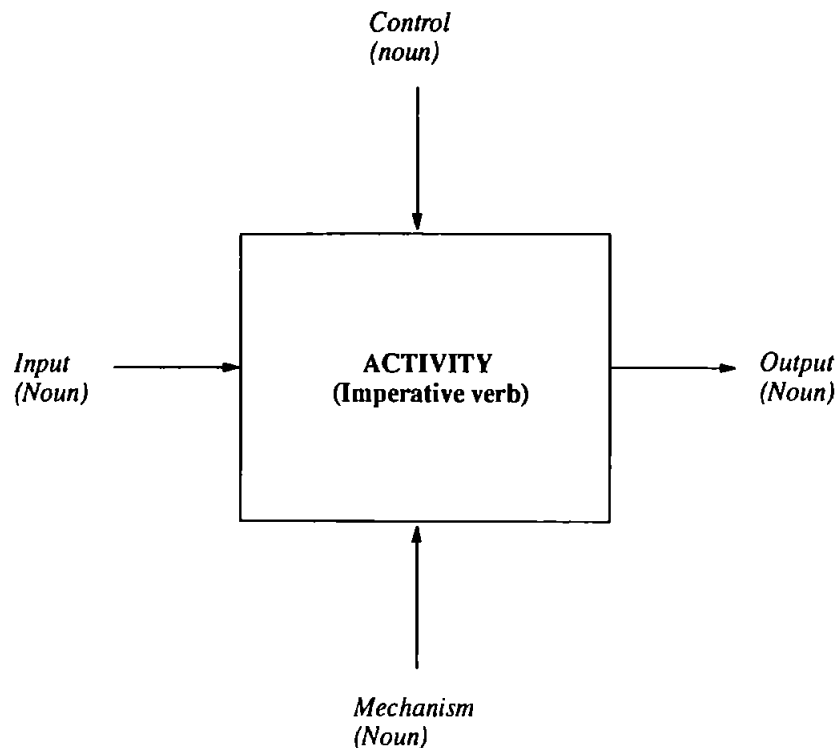 Control
(noun)
Input
(Noun)
ACTIVITY
(Imperative verb)
Output
(Noun)
Mechanism
(Noun)